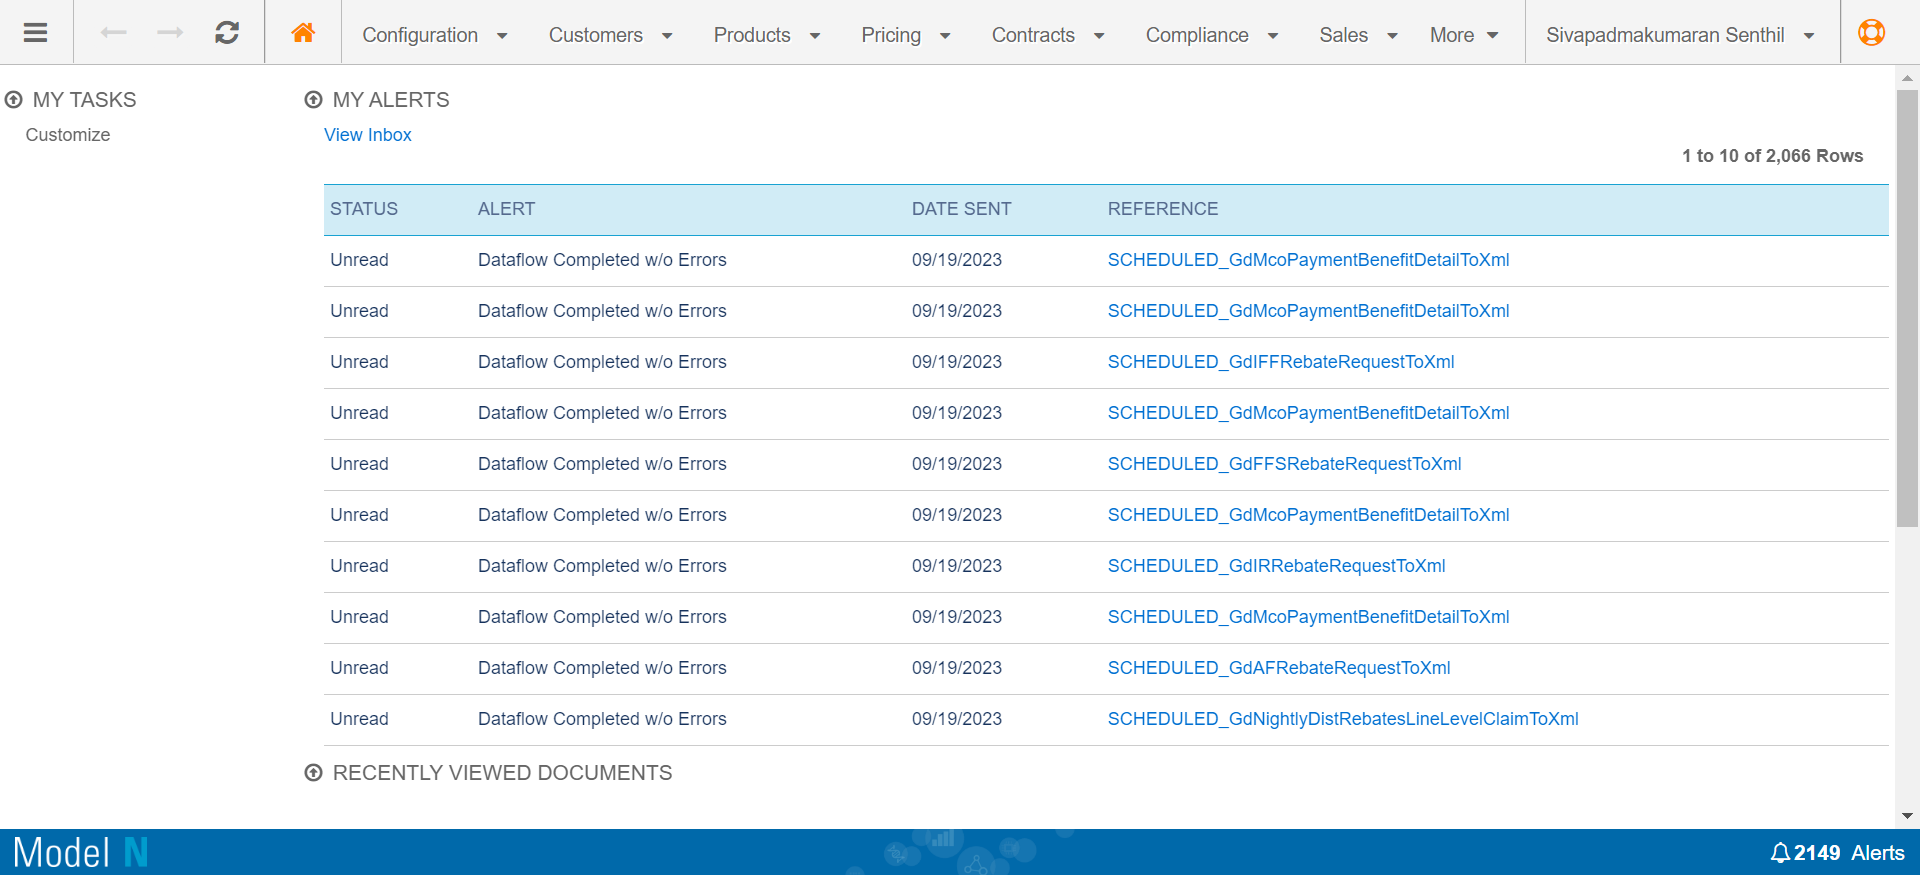 Configuration Customers Products Pricing Contracts Compliance Sales More Sivapadmakumaran Senthil
MY TASKS
Customize
MY ALERTS
View Inbox
1 to 10 of 2,066 Rows
STATUS ALERT DATE SENT REFERENCE
Unread Dataflow Completed w/o Errors 09/19/2023 SCHEDULED_GdMcoPaymentBenefitDetailToXml
Unread Dataflow Completed w/o Errors 09/19/2023 SCHEDULED_GdMcoPaymentBenefitDetailToXml
Unread Dataflow Completed w/o Errors 09/19/2023 SCHEDULED_GdIFFRebateRequestToXml
Unread Dataflow Completed w/o Errors 09/19/2023 SCHEDULED_GdMcoPaymentBenefitDetailToXml
Unread Dataflow Completed w/o Errors 09/19/2023 SCHEDULED_GdFFSRebateRequestToXml
Unread Dataflow Completed w/o Errors 09/19/2023 SCHEDULED_GdMcoPaymentBenefitDetailToXml
Unread Dataflow Completed w/o Errors 09/19/2023 SCHEDULED_GdIRRebateRequestToXml
Unread Dataflow Completed w/o Errors 09/19/2023 SCHEDULED_GdMcoPaymentBenefitDetailToXml
Unread Dataflow Completed w/o Errors 09/19/2023 SCHEDULED_GdAFRebateRequestToXml
Unread Dataflow Completed w/o Errors 09/19/2023 SCHEDULED_GdNightlyDistRebatesLineLevelClaimToXml
RECENTLY VIEWED DOCUMENTS
Model N
2149 Alerts